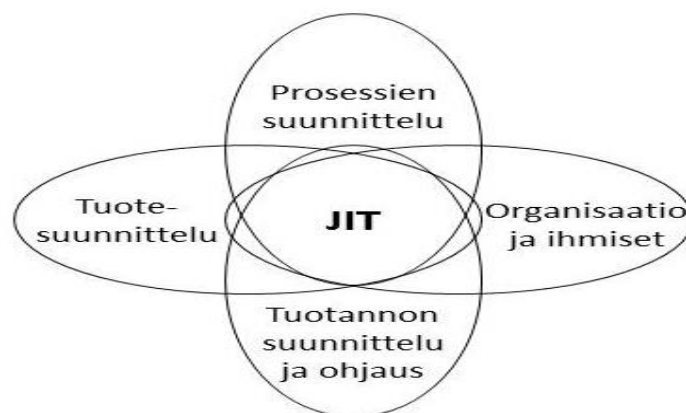 Prosessien
suunnittelu
Tuote-
suunnittelu
JIT
Organisaatio
ja ihmiset
Tuotannon
suunnittelu
ja ohjaus